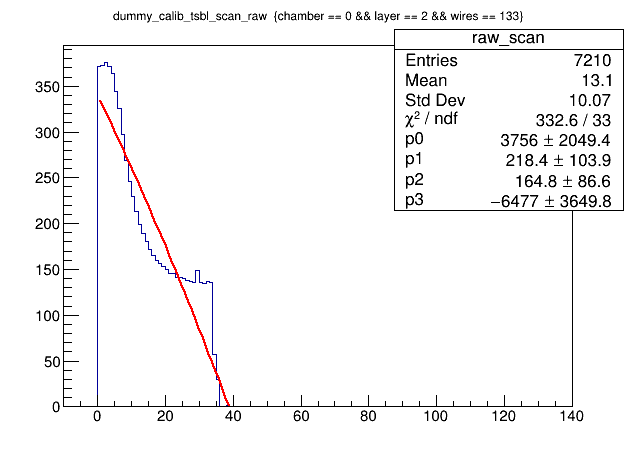 dummy_calib_tsbl_scan_raw {chamber == 0 && layer == 2 && wires == 133}
raw_scan
Entries 7210
Mean 13.1
Std Dev 10.07
χ² / ndf 332.6 / 33
p0 3756 ± 2049.4
p1 218.4 ± 103.9
p2 164.8 ± 86.6
p3 −6477 ± 3649.8
350
300
250
200
150
100
50
0
0 20 40 60 80 100 120 140